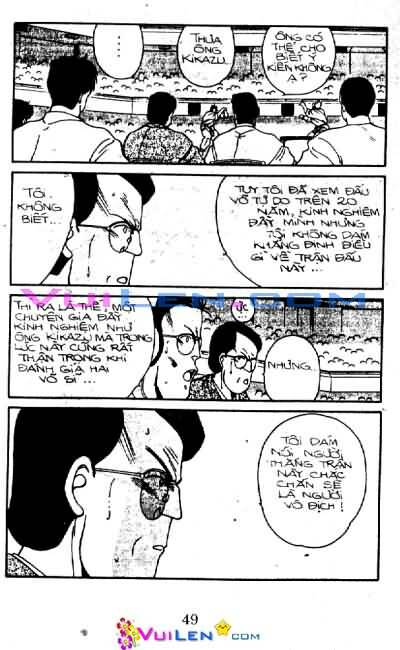 ÔNG CÓ
THỂ CHO
BIẾT Ý
KIẾN KHÔNG
Ạ?
THƯA
ÔNG
KIKAZU.
...
TÔI
KHÔNG
BIẾT...
TUY TÔI ĐÃ XEM ĐẤU
VÕ TỰ DO TRÊN 20
NĂM, KINH NGHIỆM
ĐẦY MÌNH NHƯNG
TÔI KHÔNG DÁM
KHẲNG ĐỊNH ĐIỀU
GÌ VỀ TRẬN ĐẤU
NÀY...
VUILEN.COM
THÌ RA LÀ THẾ, MỘT
CHUYÊN GIA ĐẦY
KINH NGHIỆM NHƯ
ÔNG KIKAZU MÀ TRONG
LÚC NÀY CŨNG RẤT
THẬN TRỌNG KHI
ĐÁNH GIÁ HAI
VÕ SĨ...
ỰC
NHƯNG...
TÔI DÁM
NÓI, NGƯỜI
THẮNG TRẬN
NÀY CHẮC
CHẮN SẼ
LÀ NGƯỜI
VÔ ĐỊCH!
49
VUILEN.COM